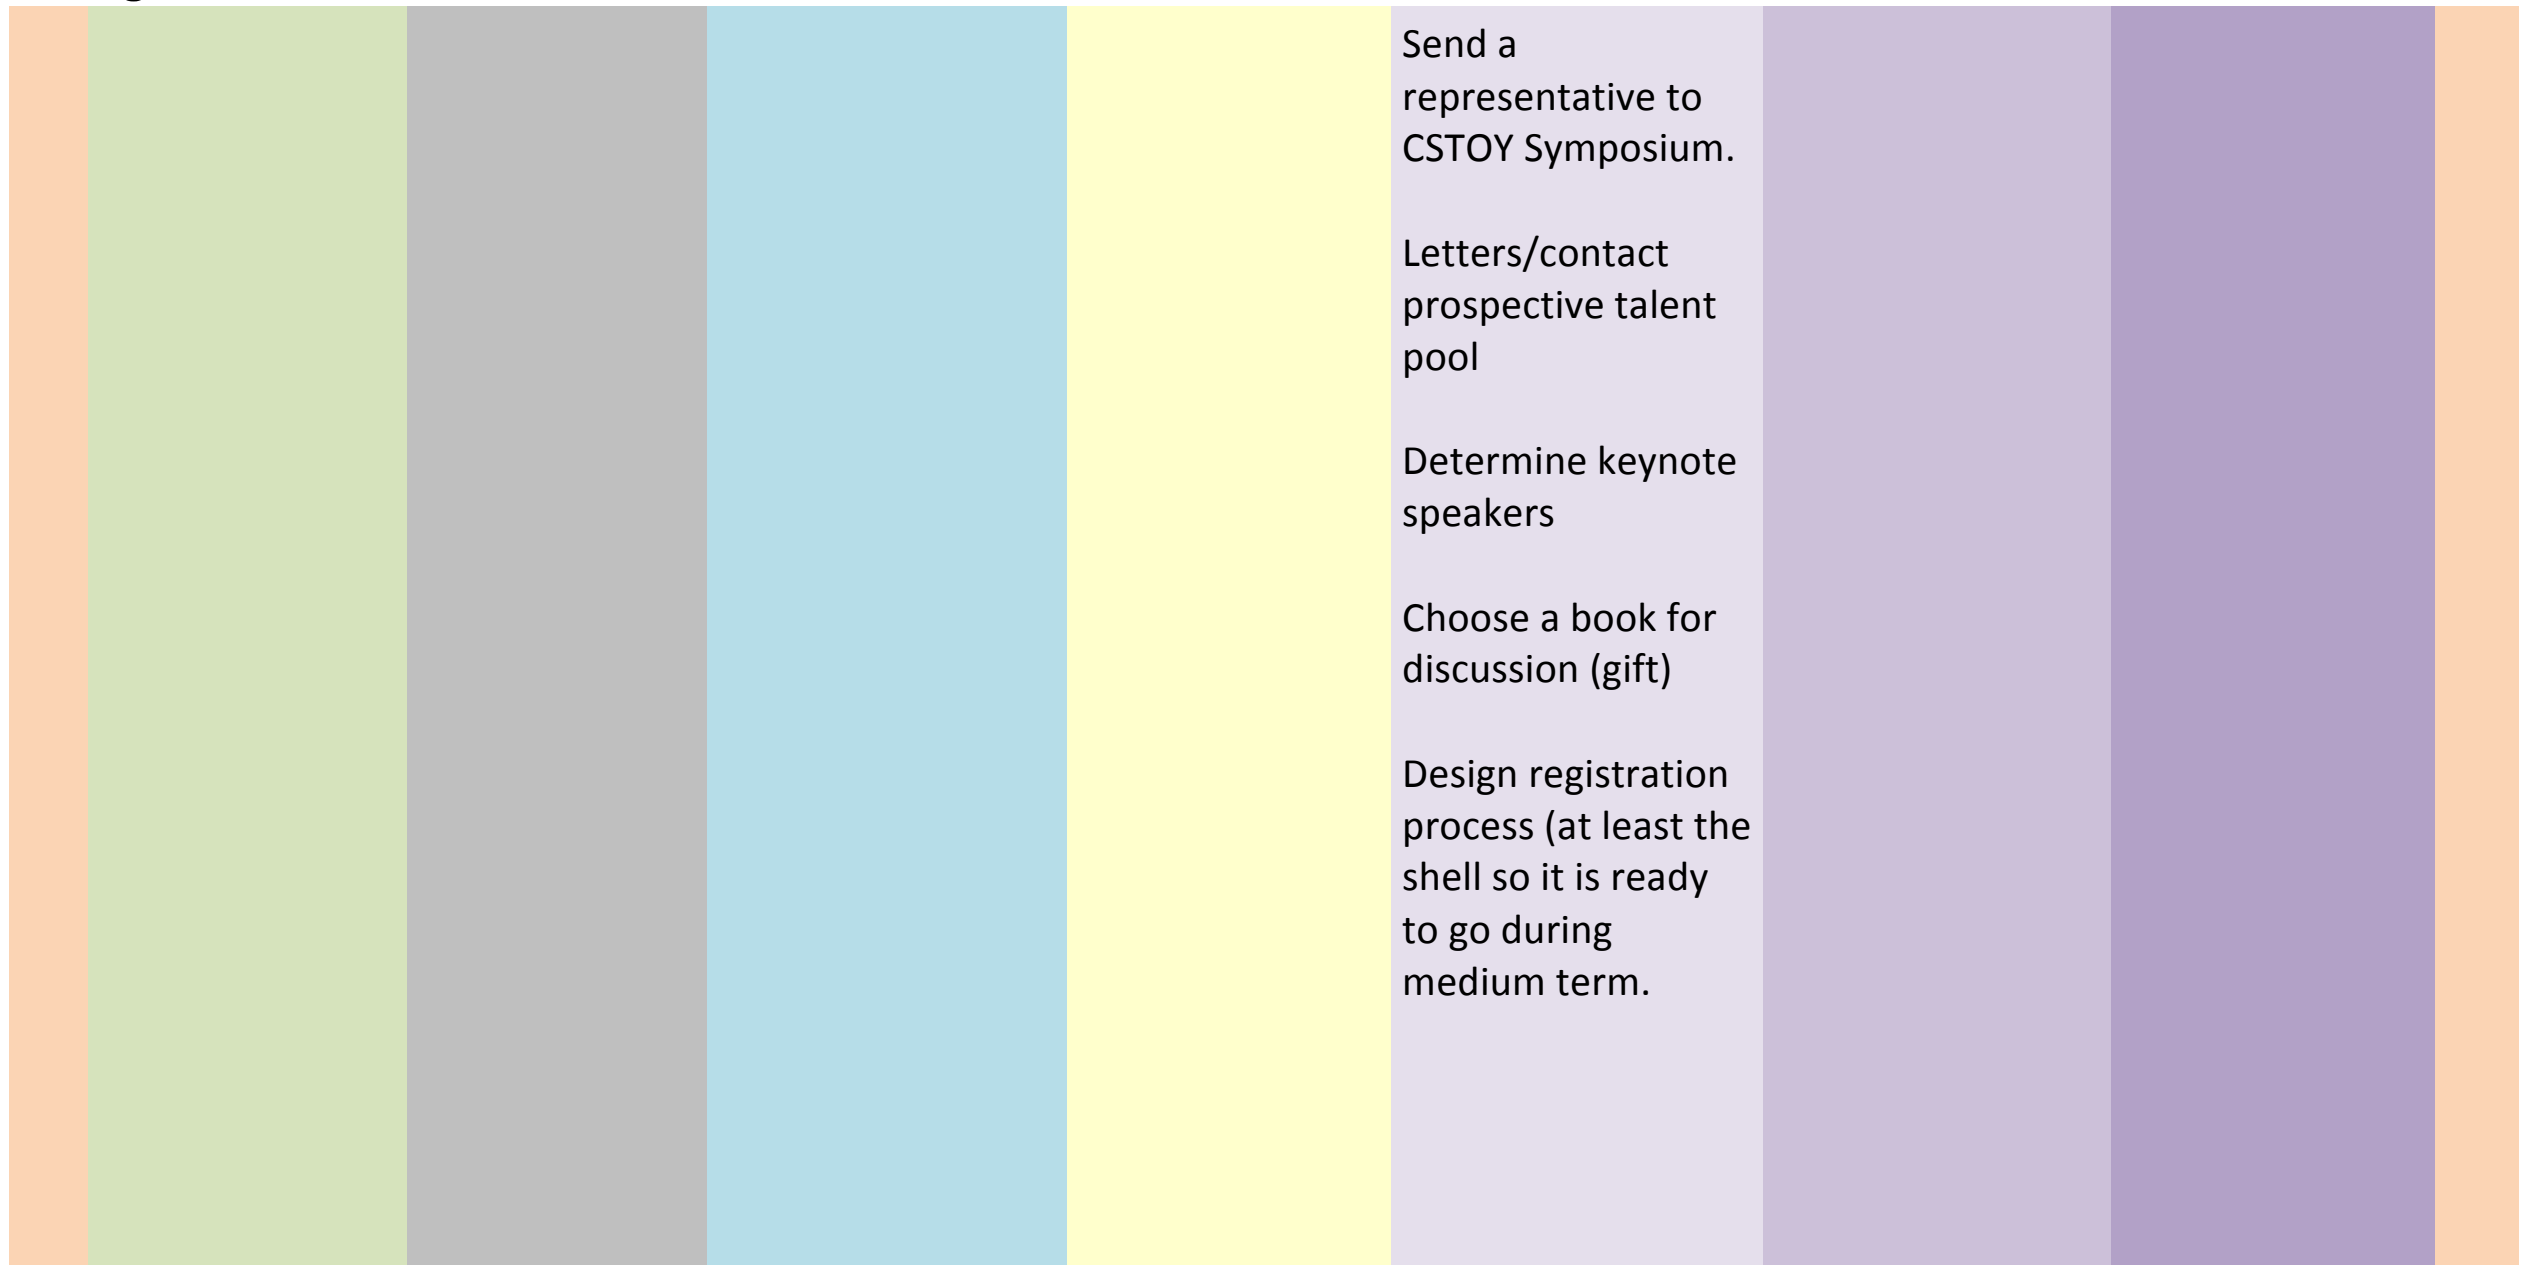 Send a
representative to
CSTOY Symposium.
Letters/contact
prospective talent
pool
Determine keynote
speakers
Choose a book for
discussion (gift)
Design registration
process (at least the
shell so it is ready
to go during
medium term.